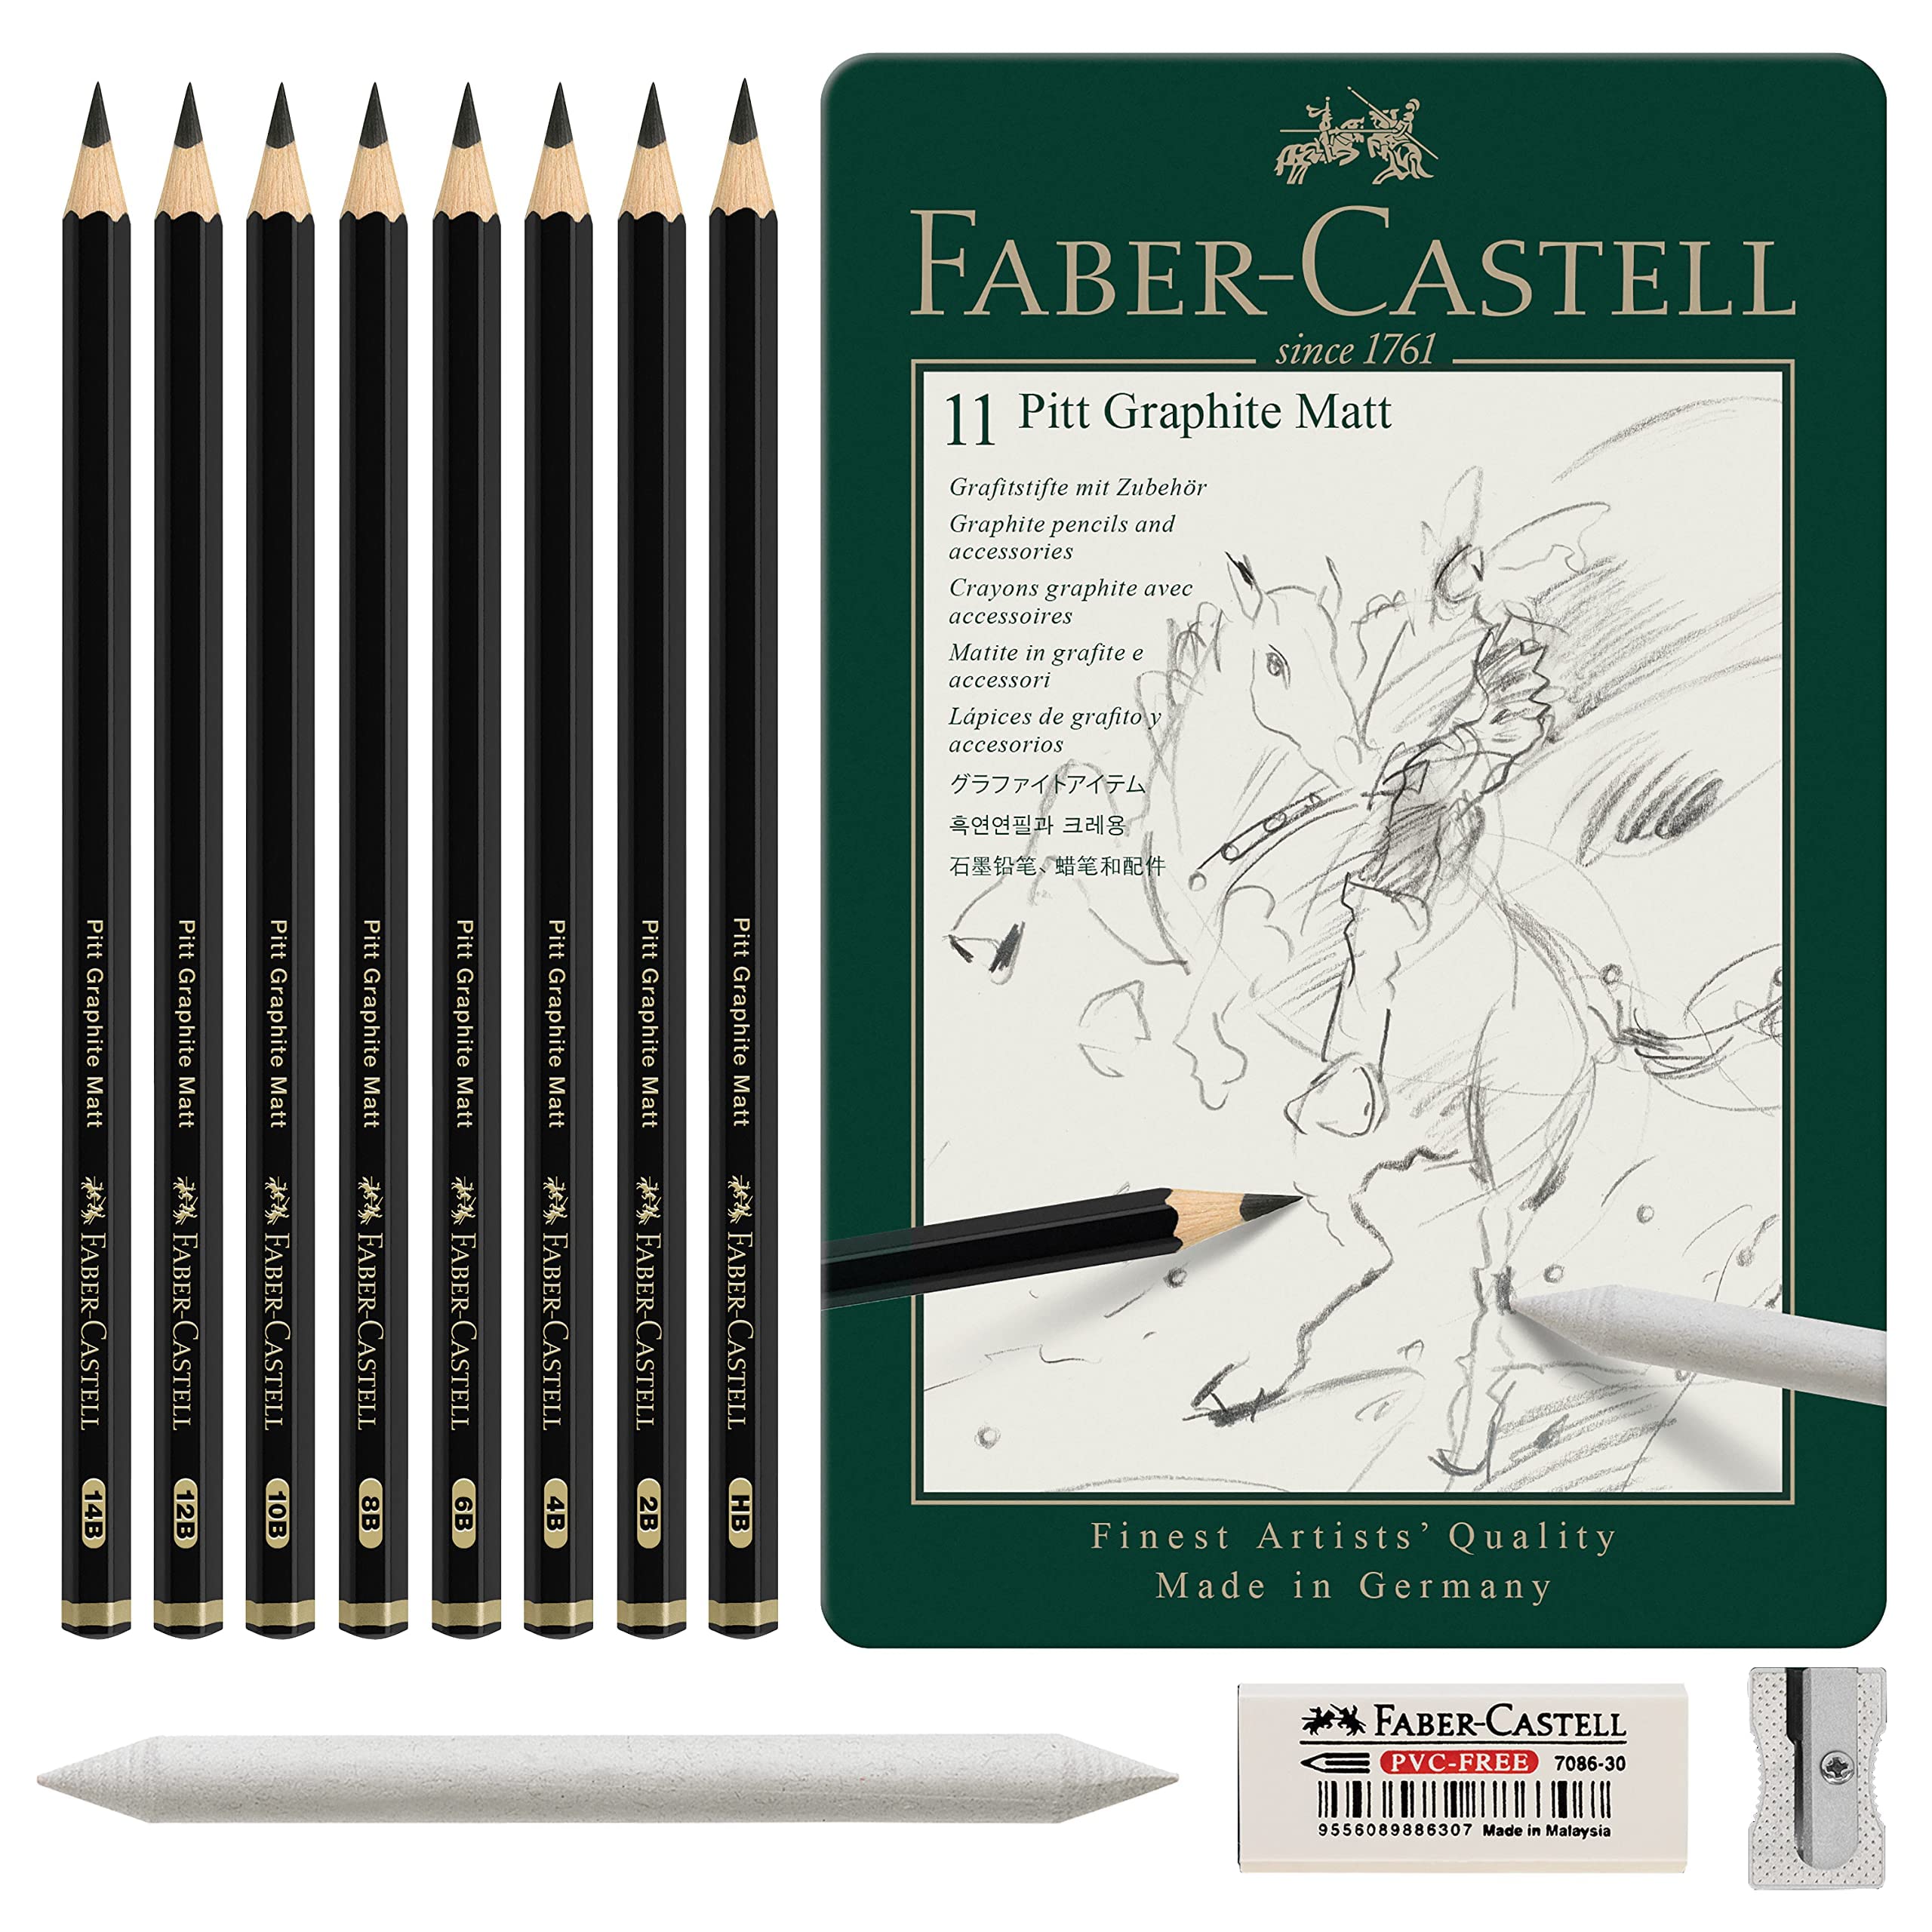 Pitt Graphite Matt FABER-CASTELL 14B
Pitt Graphite Matt FABER-CASTELL 12B
Pitt Graphite Matt FABER-CASTELL 10B
Pitt Graphite Matt FABER-CASTELL 8B
Pitt Graphite Matt FABER-CASTELL 6B
Pitt Graphite Matt FABER-CASTELL 4B
Pitt Graphite Matt FABER-CASTELL 2B
Pitt Graphite Matt FABER-CASTELL HB
FABER-CASTELL
since 1761
11 Pitt Graphite Matt
Grafitstifte mit Zubehör
Graphite pencils and
accessories
Crayons graphite avec
accessoires
Matite in grafite e
accessori
Lápices de grafito y
accesorios
グラファイトアイテム
흑연연필과 크레용
石墨铅笔、蜡笔和配件
Finest Artists’ Quality
Made in Germany
FABER-CASTELL
PVC-FREE 7086-30
9556089886307 Made in Malaysia